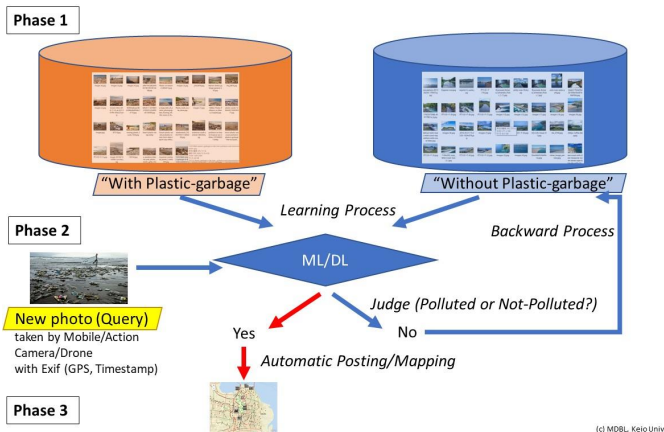 Phase 1
"With Plastic-garbage"
"Without Plastic-garbage"
Learning Process
Backward Process
Phase 2
ML/DL
New photo (Query)
taken by Mobile/Action
Camera/Drone
with Exif (GPS, Timestamp)
Judge (Polluted or Not-Polluted?)
Yes
No
Automatic Posting/Mapping
Phase 3
(c) MDBL, Keio Univ